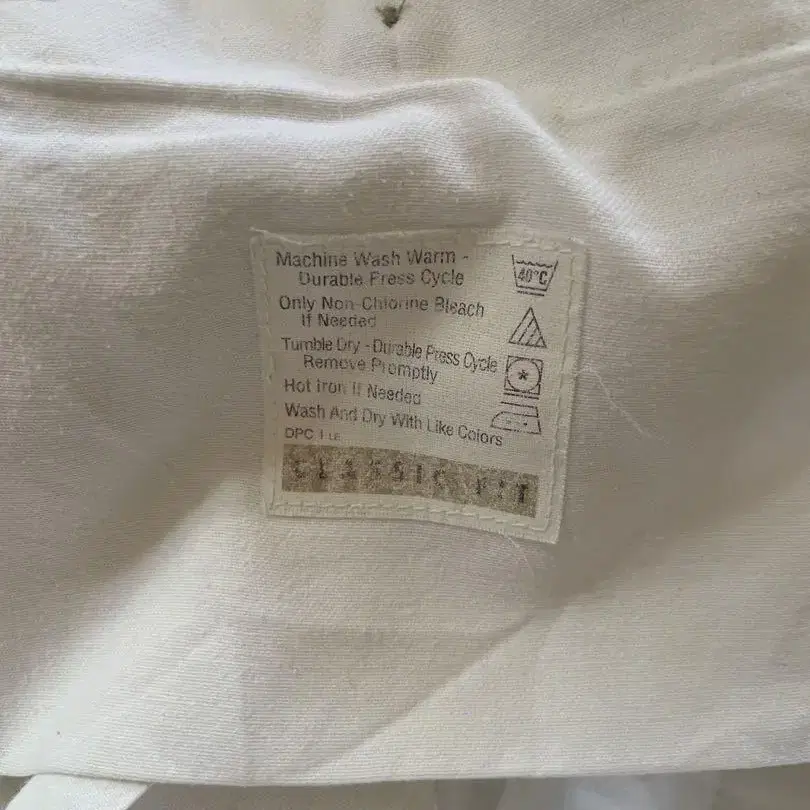 Machine Wash Warm -
Durable Press Cycle
40°C
Only Non-Chlorine Bleach
If Needed
Tumble Dry - Durable Press Cycle
Remove Promptly
Hot Iron If Needed
Wash And Dry With Like Colors
DPC
CLASSIC FIT